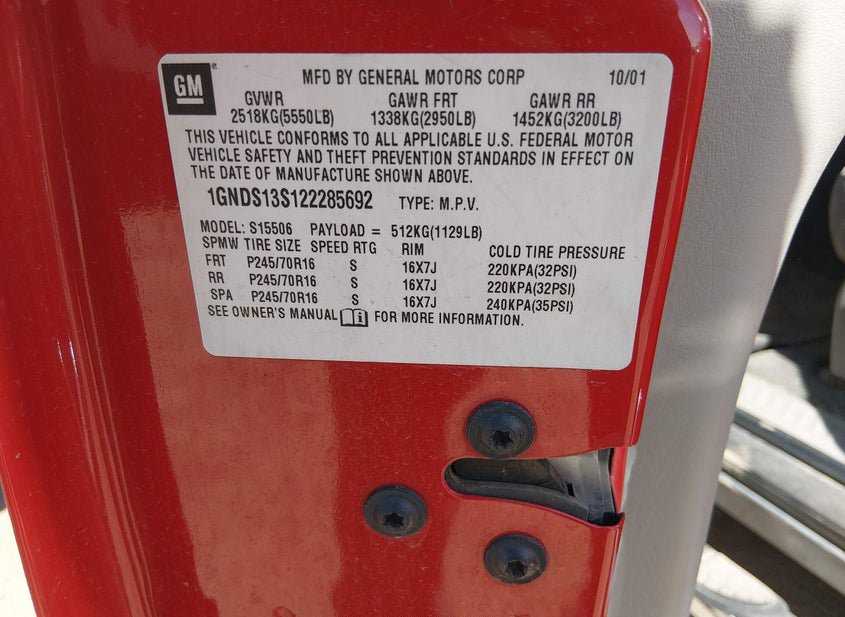 GM
MFD BY GENERAL MOTORS CORP 10/01
GVWR GAWR FRT GAWR RR
2518KG(5550LB) 1338KG(2950LB) 1452KG(3200LB)
THIS VEHICLE CONFORMS TO ALL APPLICABLE U.S. FEDERAL MOTOR
VEHICLE SAFETY AND THEFT PREVENTION STANDARDS IN EFFECT ON
THE DATE OF MANUFACTURE SHOWN ABOVE.
1GNDS13S122285692 TYPE: M.P.V.
MODEL: S15506 PAYLOAD = 512KG(1129LB)
SPMW TIRE SIZE SPEED RTG RIM COLD TIRE PRESSURE
FRT P245/70R16 S 16X7J 220KPA(32PSI)
RR P245/70R16 S 16X7J 220KPA(32PSI)
SPA P245/70R16 S 16X7J 240KPA(35PSI)
SEE OWNER'S MANUAL i FOR MORE INFORMATION.